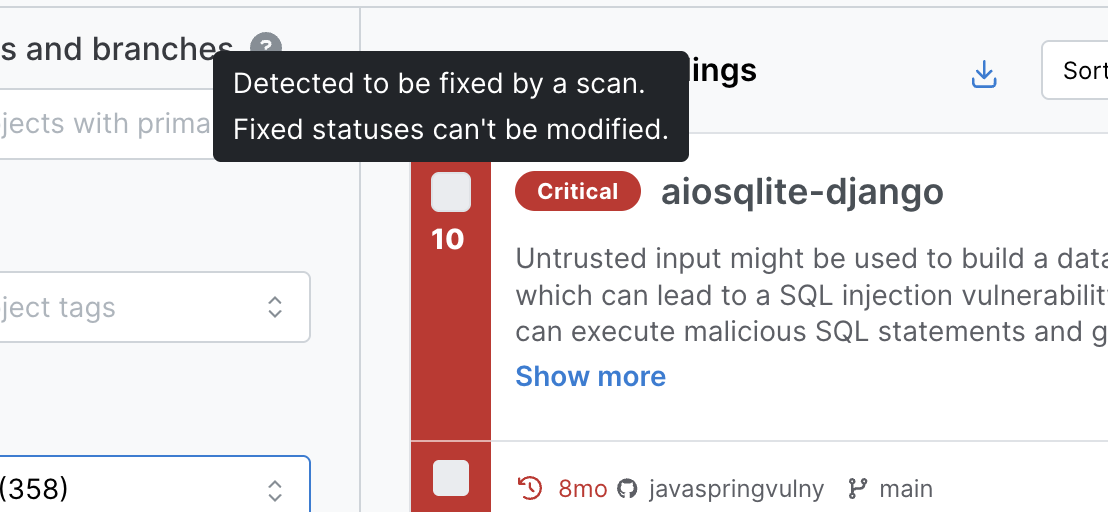 s and branches ?
Detected to be fixed by a scan.
Fixed statuses can't be modified.
ings
Sort
jects with prima
Critical aiosqlite-django
10
Untrusted input might be used to build a data
which can lead to a SQL injection vulnerabilit
can execute malicious SQL statements and g
Show more
ject tags
(358)
8mo javaspringvulny main